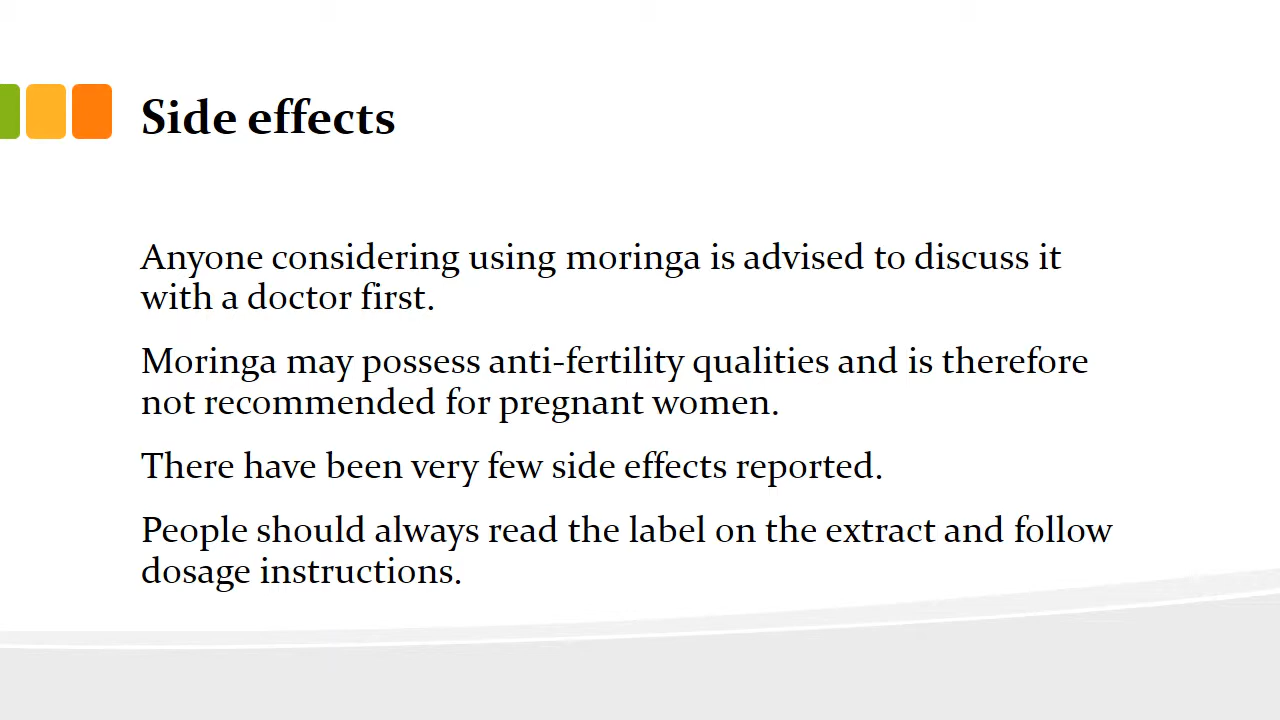 Side effects
Anyone considering using moringa is advised to discuss it
with a doctor first.
Moringa may possess anti-fertility qualities and is therefore
not recommended for pregnant women.
There have been very few side effects reported.
People should always read the label on the extract and follow
dosage instructions.